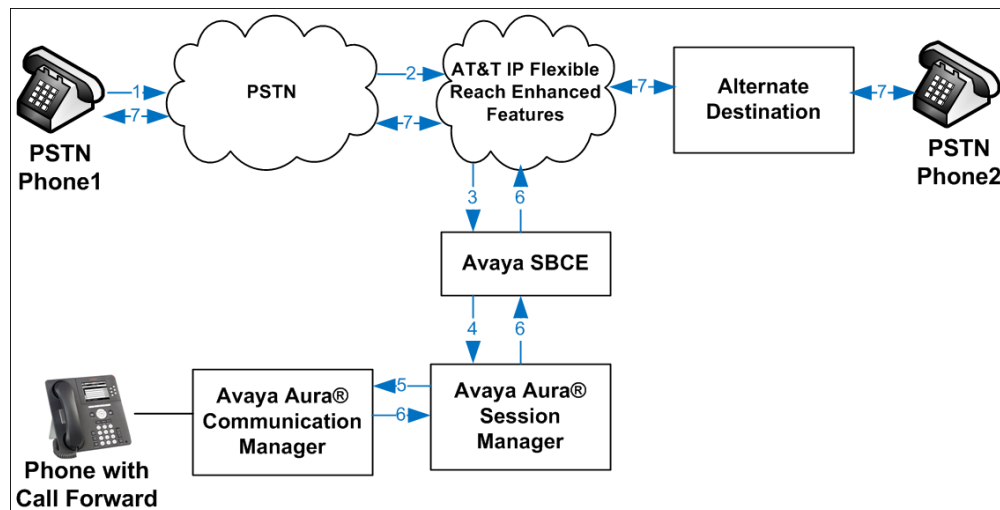 PSTN
Phone1
1
7
PSTN
2
7
AT&T IP Flexible
Reach Enhanced
Features
7
Alternate
Destination
7
PSTN
Phone2
3
6
Avaya SBCE
4
6
Phone with
Call Forward
Avaya Aura®
Communication
Manager
5
6
Avaya Aura®
Session
Manager